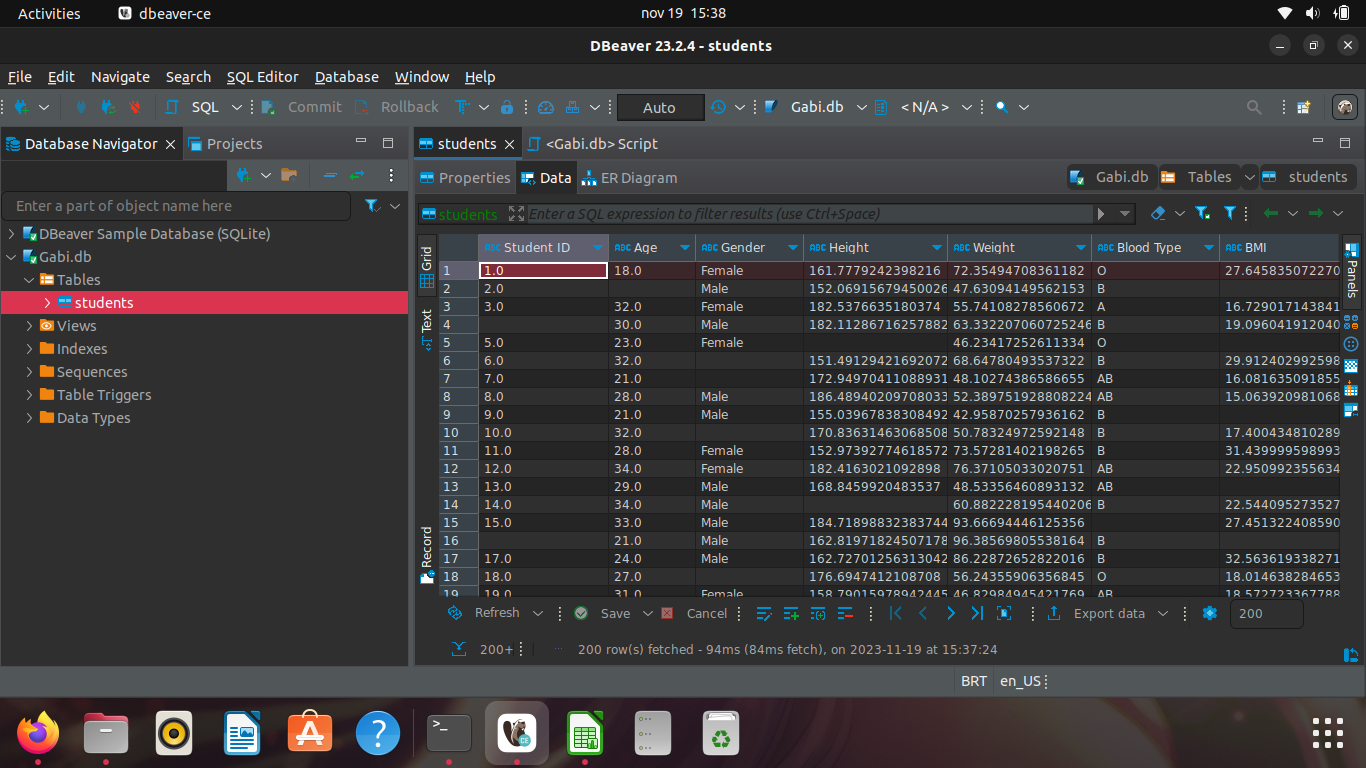 Activities dbeaver-ce nov 19 15:38
DBeaver 23.2.4 - students
File Edit Navigate Search SQL Editor Database Window Help
SQL Commit Rollback Auto Gabi.db < N/A >
Database Navigator Projects
Enter a part of object name here
DBeaver Sample Database (SQLite)
Gabi.db
Tables
students
Views
Indexes
Sequences
Table Triggers
Data Types
students <Gabi.db> Script
Properties Data ER Diagram Gabi.db Tables students
students Enter a SQL expression to filter results (use Ctrl+Space)
Grid
Text
Record
Panels
ABC Student ID ABC Age ABC Gender ABC Height ABC Weight ABC Blood Type ABC BMI
1 1.0 18.0 Female 161.7779242398216 72.35494708361182 O 27.645835072270
2 2.0 Male 152.06915679450026 47.63094149562153 B
3 3.0 32.0 Female 182.5376635180374 55.74108278560672 A 16.729017143841
4 30.0 Male 182.11286716257882 63.332207060725246 B 19.096041912040
5 5.0 23.0 Female 46.23417252611334 O
6 6.0 32.0 151.49129421692072 68.64780493537322 B 29.912402992598
7 7.0 21.0 172.94970411088931 48.10274386586655 AB 16.081635091855
8 8.0 28.0 Male 186.48940209708033 52.389751928808224 AB 15.063920981068
9 9.0 21.0 Male 155.03967838308492 42.95870257936162 B
10 10.0 32.0 170.83631463068508 50.78324972592148 B 17.400434810289
11 11.0 28.0 Female 152.97392774618572 73.57281402198265 B 31.439999598993
12 12.0 34.0 Female 182.4163021092898 76.37105033020751 AB 22.950992355634
13 13.0 29.0 Male 168.8459920483537 48.53356460893132 AB
14 14.0 34.0 Male 60.882228195440206 B 22.544095273527
15 15.0 33.0 Male 184.71898832383744 93.66694446125356 27.451322408590
16 21.0 Male 162.81971824507178 96.38569805538164 B
17 17.0 24.0 Male 162.72701256313042 86.22872652822016 B 32.563619338271
18 18.0 27.0 176.6947412108708 56.24355906356845 O 18.014638284653
19 19.0 31.0 Female 158.79015978942445 46.82984945421769 AB 18.572723367788
Refresh Save Cancel Export data 200
200+ 200 row(s) fetched - 94ms (84ms fetch), on 2023-11-19 at 15:37:24
BRT en_US